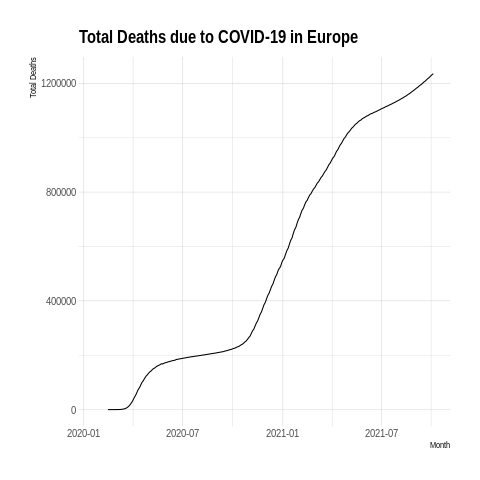 Total Deaths due to COVID-19 in Europe
Total Deaths
1200000
800000
400000
0
2020-01 2020-07 2021-01 2021-07
Month